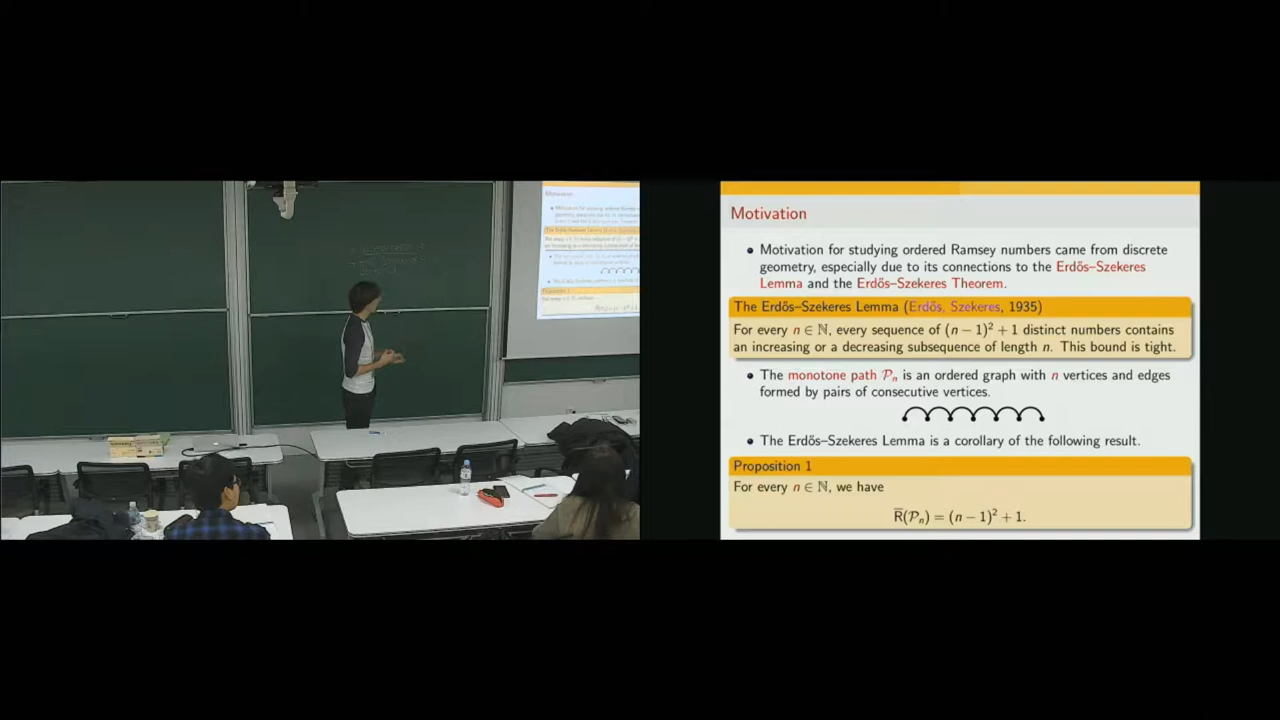 Motivation
Motivation for studying ordered Ramsey numbers came from discrete
geometry, especially due to its connections to the Erdős–Szekeres
Lemma and the Erdős–Szekeres Theorem.
The Erdős–Szekeres Lemma (Erdős, Szekeres, 1935)
For every n ∈ ℕ, every sequence of (n − 1)² + 1 distinct numbers contains
an increasing or a decreasing subsequence of length n. This bound is tight.
The monotone path 𝒫ₙ is an ordered graph with n vertices and edges
formed by pairs of consecutive vertices.
The Erdős–Szekeres Lemma is a corollary of the following result.
Proposition 1
For every n ∈ ℕ, we have
R̅(𝒫ₙ) = (n − 1)² + 1.